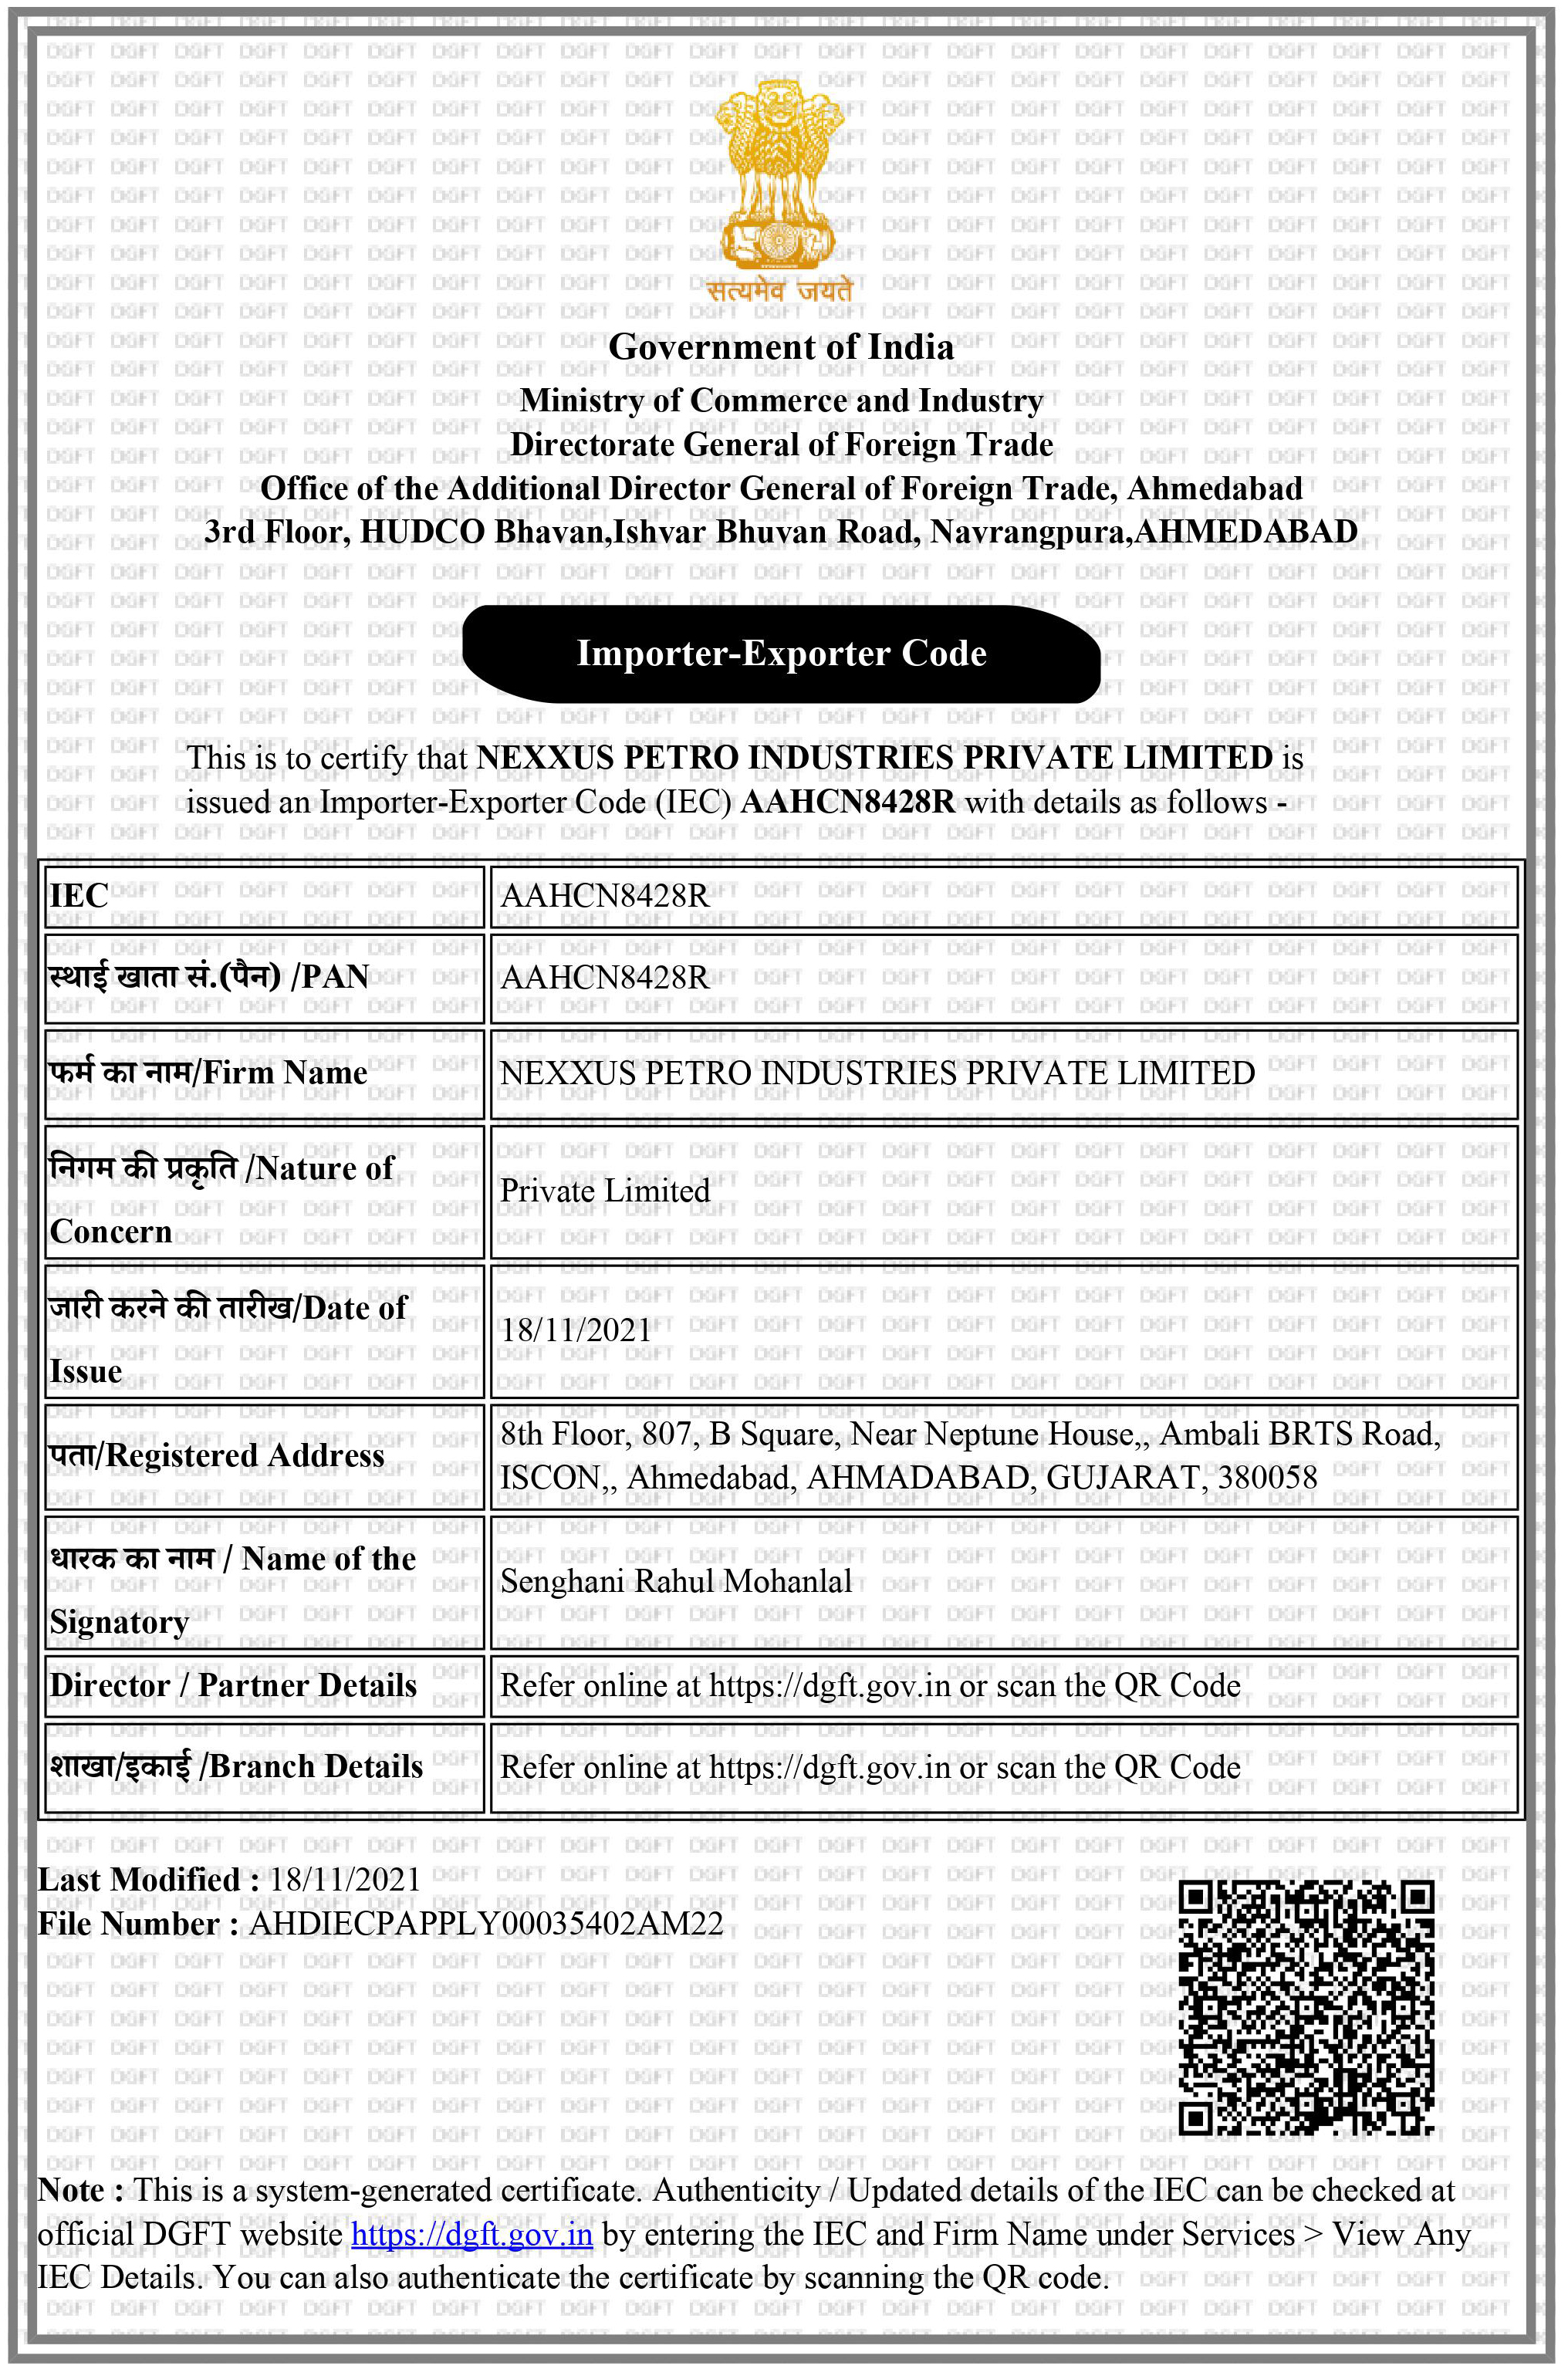 सत्यमेव जयते
Government of India
Ministry of Commerce and Industry
Directorate General of Foreign Trade
Office of the Additional Director General of Foreign Trade, Ahmedabad
3rd Floor, HUDCO Bhavan,Ishvar Bhuvan Road, Navrangpura,AHMEDABAD
Importer-Exporter Code
This is to certify that NEXXUS PETRO INDUSTRIES PRIVATE LIMITED is
issued an Importer-Exporter Code (IEC) AAHCN8428R with details as follows -
IEC AAHCN8428R
स्थाई खाता सं.(पैन) /PAN AAHCN8428R
फर्म का नाम/Firm Name NEXXUS PETRO INDUSTRIES PRIVATE LIMITED
निगम की प्रकृति /Nature of
Concern
Private Limited
जारी करने की तारीख/Date of
Issue
18/11/2021
पता/Registered Address
8th Floor, 807, B Square, Near Neptune House,, Ambali BRTS Road,
ISCON,, Ahmedabad, AHMADABAD, GUJARAT, 380058
धारक का नाम / Name of the
Signatory
Senghani Rahul Mohanlal
Director / Partner Details Refer online at https://dgft.gov.in or scan the QR Code
शाखा/इकाई /Branch Details Refer online at https://dgft.gov.in or scan the QR Code
Last Modified : 18/11/2021
File Number : AHDIECPAPPLY00035402AM22
Note : This is a system-generated certificate. Authenticity / Updated details of the IEC can be checked at
official DGFT website https://dgft.gov.in by entering the IEC and Firm Name under Services > View Any
IEC Details. You can also authenticate the certificate by scanning the QR code.